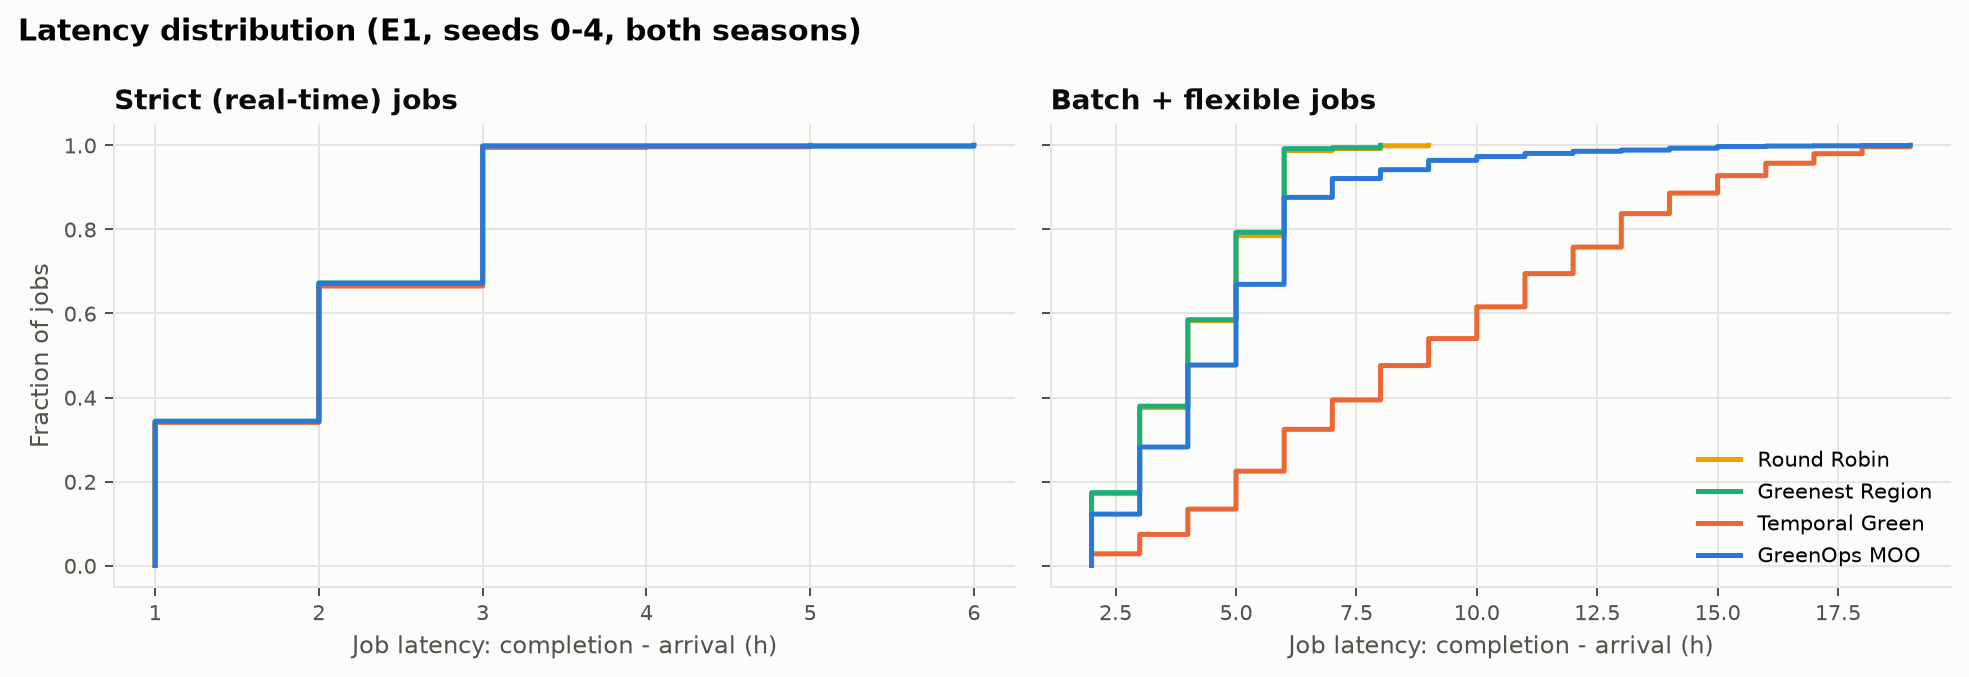 Latency distribution (E1, seeds 0-4, both seasons)
Strict (real-time) jobs
Fraction of jobs
1.0
0.8
0.6
0.4
0.2
0.0
1 2 3 4 5 6
Job latency: completion - arrival (h)
Batch + flexible jobs
Round Robin
Greenest Region
Temporal Green
GreenOps MOO
2.5 5.0 7.5 10.0 12.5 15.0 17.5
Job latency: completion - arrival (h)